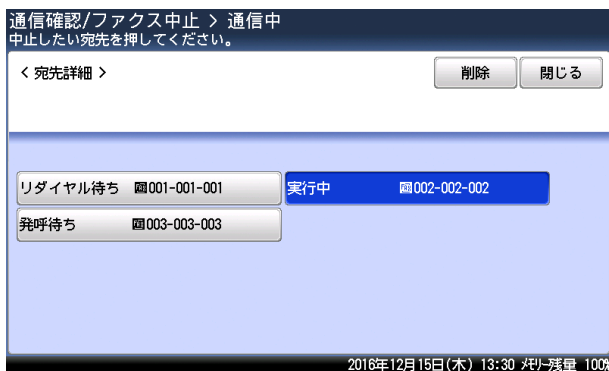 通信確認/ファクス中止 > 通信中
中止したい宛先を押してください。
< 宛先詳細 >
削除
閉じる
リダイヤル待ち 001-001-001
実行中 002-002-002
発呼待ち 003-003-003
2016年12月15日(木) 13:30 ﾒﾓﾘｰ残量 100%